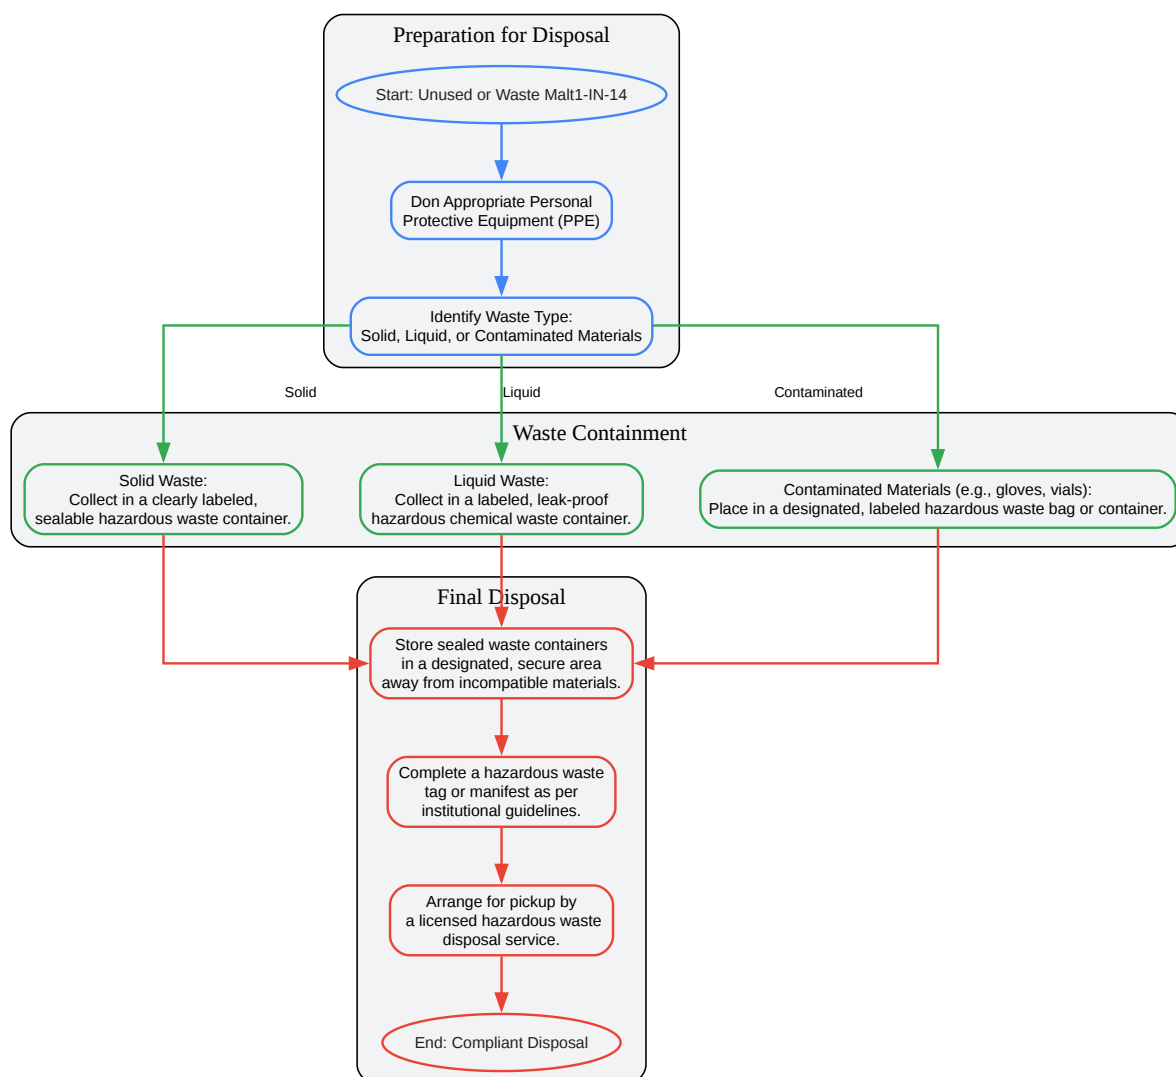 Preparation for Disposal
Start: Unused or Waste Malt1-IN-14
Don Appropriate Personal
Protective Equipment (PPE)
Identify Waste Type:
Solid, Liquid, or Contaminated Materials
Solid
Liquid
Contaminated
Waste Containment
Solid Waste:
Collect in a clearly labeled,
sealable hazardous waste container.
Liquid Waste:
Collect in a labeled, leak-proof
hazardous chemical waste container.
Contaminated Materials (e.g., gloves, vials):
Place in a designated, labeled hazardous waste bag or container.
Final Disposal
Store sealed waste containers
in a designated, secure area
away from incompatible materials.
Complete a hazardous waste
tag or manifest as per
institutional guidelines.
Arrange for pickup by
a licensed hazardous waste
disposal service.
End: Compliant Disposal